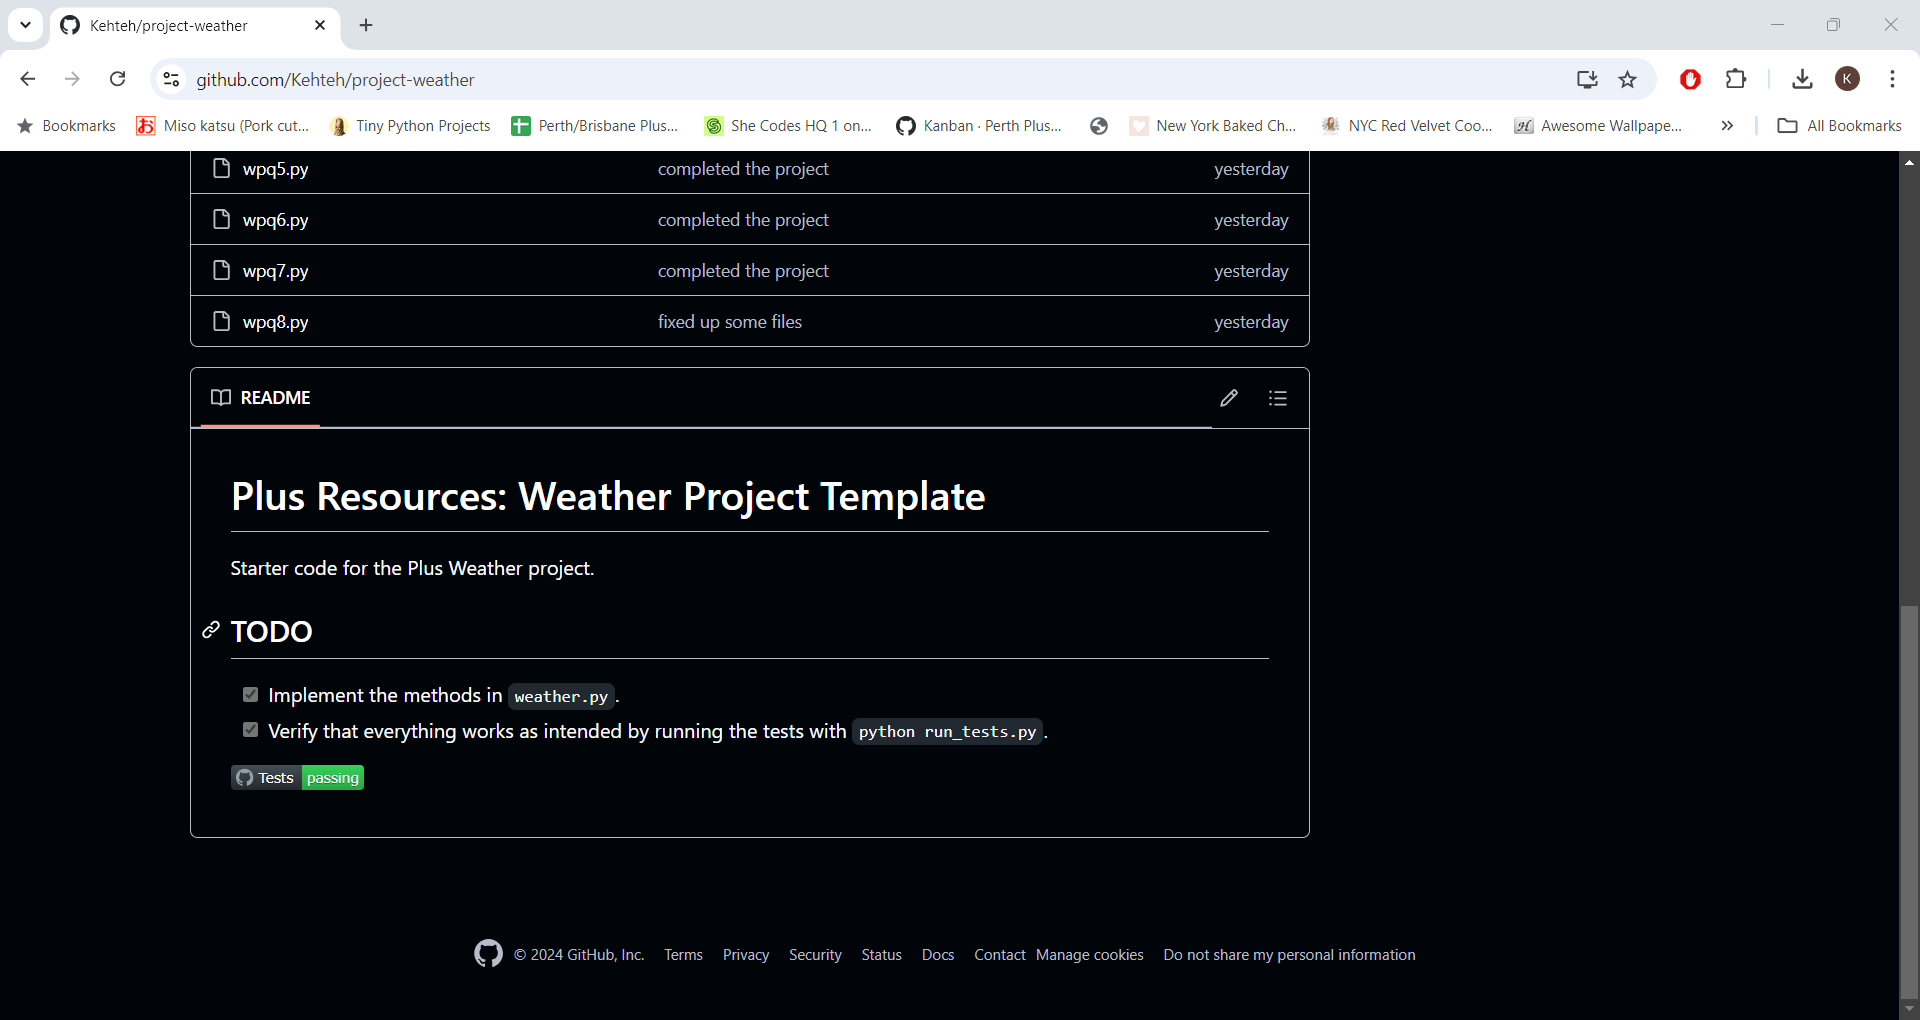 Kehteh/project-weather
github.com/Kehteh/project-weather
K
Bookmarks
お
Miso katsu (Pork cut...
Tiny Python Projects
Perth/Brisbane Plus...
She Codes HQ 1 on...
Kanban · Perth Plus...
New York Baked Ch...
NYC Red Velvet Coo...
Awesome Wallpape...
All Bookmarks
wpq5.py completed the project yesterday
wpq6.py completed the project yesterday
wpq7.py completed the project yesterday
wpq8.py fixed up some files yesterday
README
Plus Resources: Weather Project Template
Starter code for the Plus Weather project.
TODO
Implement the methods in weather.py.
Verify that everything works as intended by running the tests with python run_tests.py.
Tests passing
© 2024 GitHub, Inc. Terms Privacy Security Status Docs Contact Manage cookies Do not share my personal information